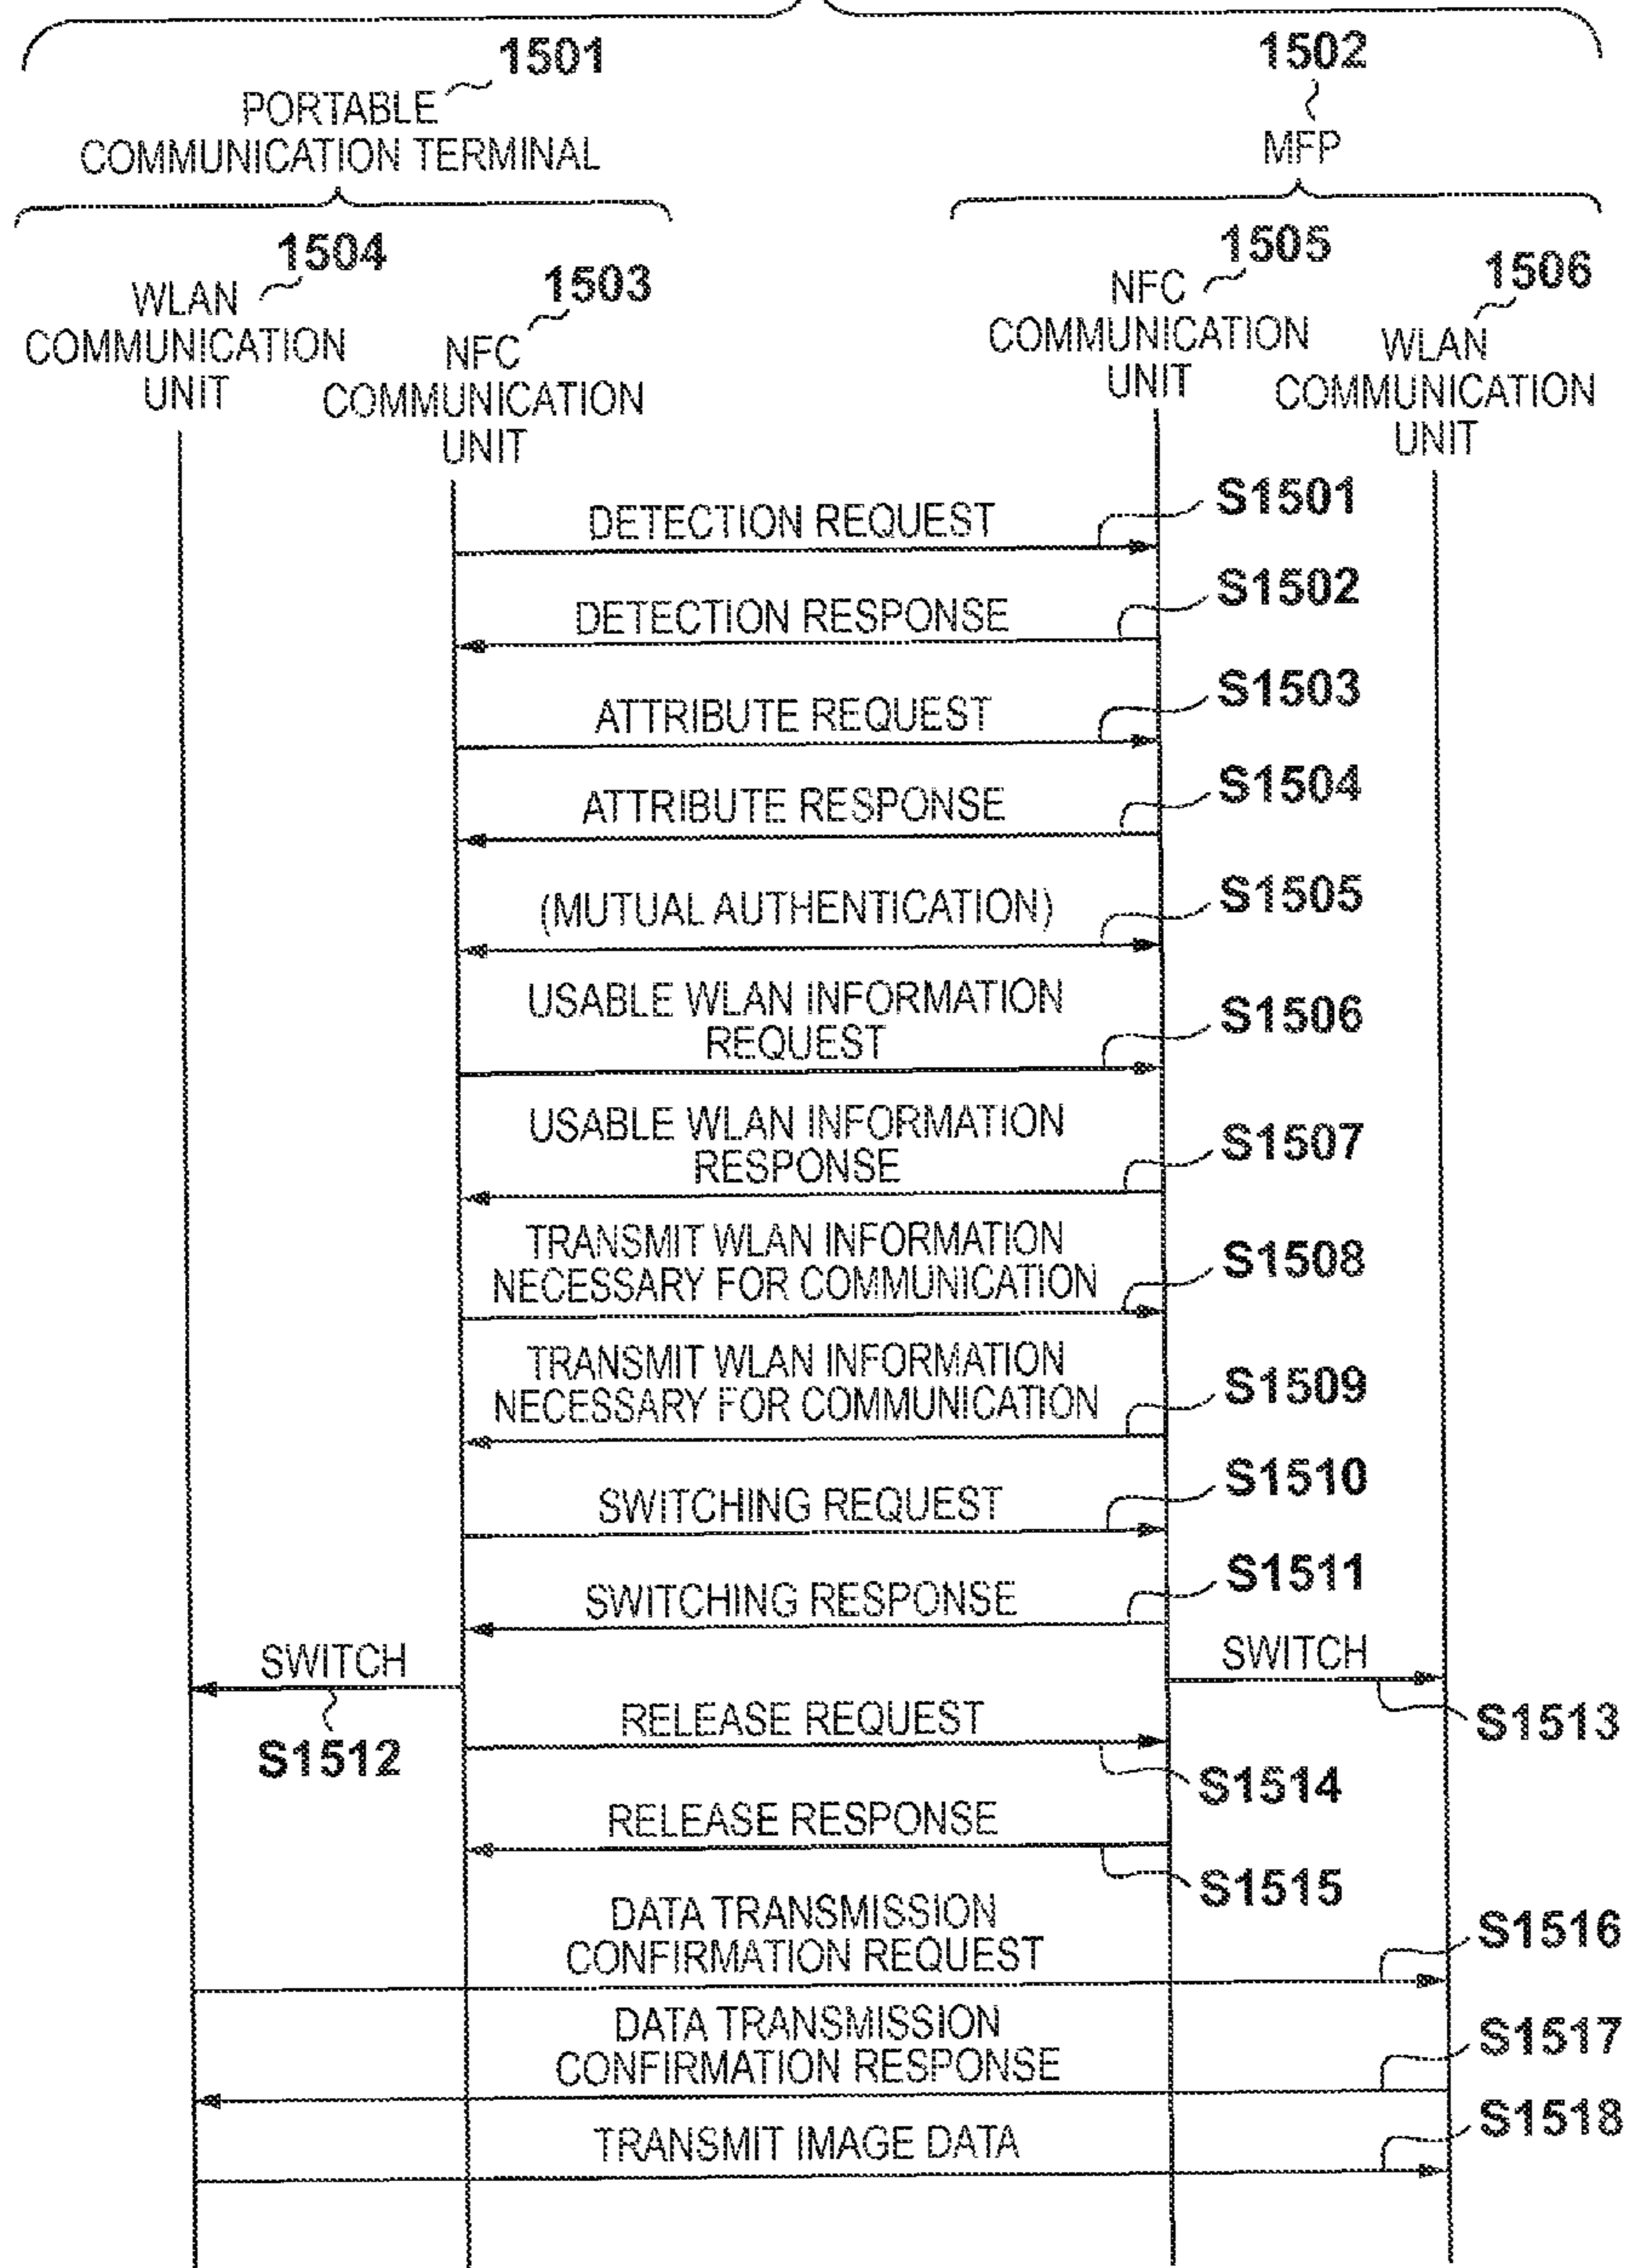 1501
PORTABLE
COMMUNICATION TERMINAL
1502
MFP
1504
WLAN
COMMUNICATION
UNIT
1503
NFC
COMMUNICATION
UNIT
1505
NFC
COMMUNICATION
UNIT
1506
WLAN
COMMUNICATION
UNIT
DETECTION REQUEST
S1501
DETECTION RESPONSE
S1502
ATTRIBUTE REQUEST
S1503
ATTRIBUTE RESPONSE
S1504
(MUTUAL AUTHENTICATION)
S1505
USABLE WLAN INFORMATION
REQUEST
S1506
USABLE WLAN INFORMATION
RESPONSE
S1507
TRANSMIT WLAN INFORMATION
NECESSARY FOR COMMUNICATION
S1508
TRANSMIT WLAN INFORMATION
NECESSARY FOR COMMUNICATION
S1509
SWITCHING REQUEST
S1510
SWITCHING RESPONSE
S1511
SWITCH
S1512
SWITCH
S1513
RELEASE REQUEST
S1514
RELEASE RESPONSE
S1515
DATA TRANSMISSION
CONFIRMATION REQUEST
S1516
DATA TRANSMISSION
CONFIRMATION RESPONSE
S1517
TRANSMIT IMAGE DATA
S1518